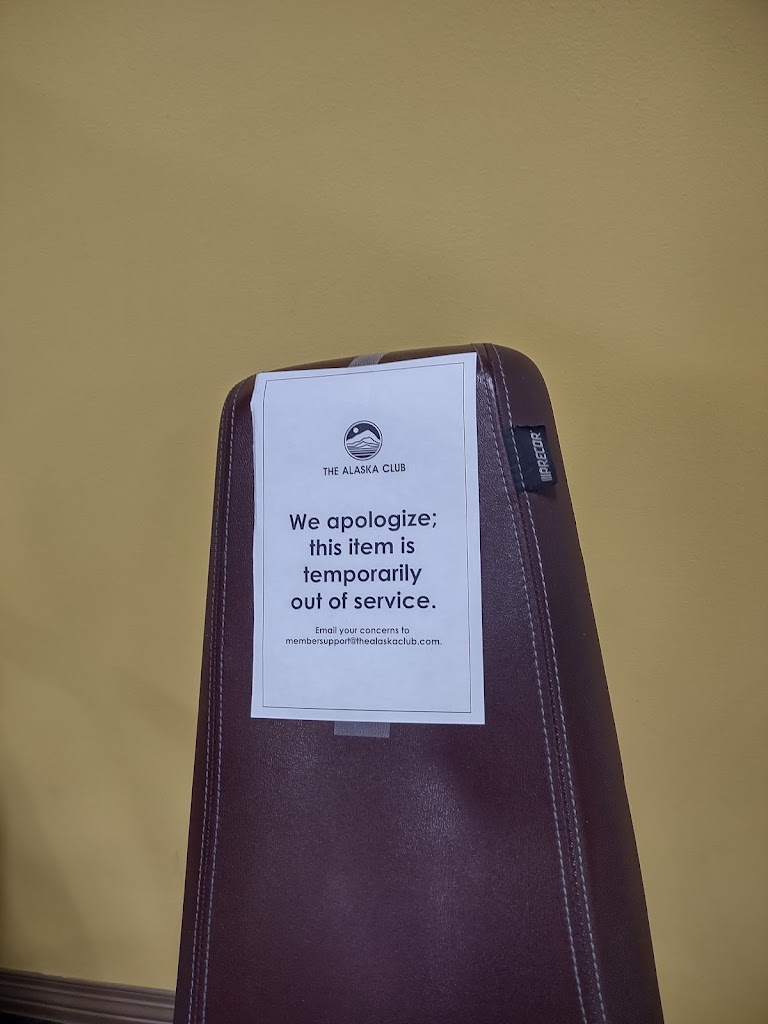 THE ALASKA CLUB
We apologize;
this item is
temporarily
out of service.
Email your concerns to
membersupport@thealaskaclub.com.
PRECOR